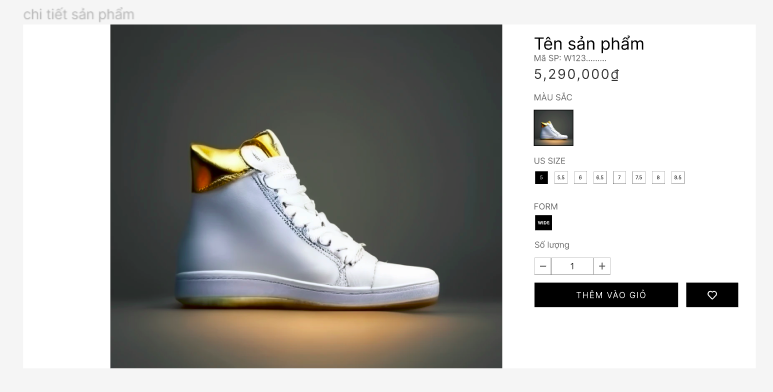 chi tiết sản phẩm
Tên sản phẩm
Mã SP: W123.........
5,290,000₫
MÀU SẮC
US SIZE
5 5.5 6 6.5 7 7.5 8 8.5
FORM
WIDE
Số lượng
− 1 +
THÊM VÀO GIỎ